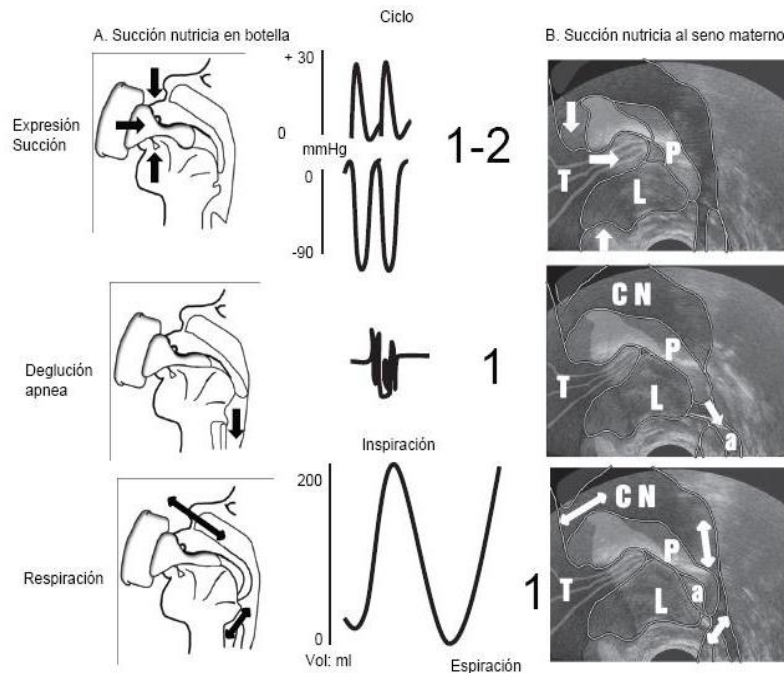 Ciclo
A. Succión nutricia en botella
B. Succión nutricia al seno materno
Expresión
Succión
+ 30
0
mmHg
0
-90
1-2
P
T
L
Deglución
apnea
1
C N
P
T
L
a
Inspiración
Respiración
200
100
0
Vol: ml
Espiración
1
C N
P
T
a
L